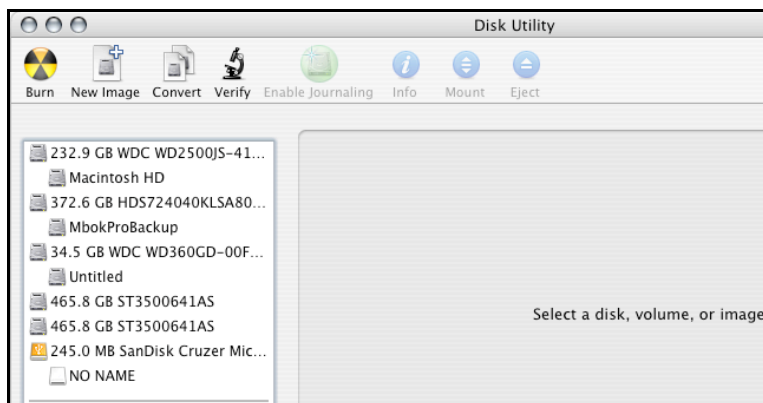 Disk Utility
Burn New Image Convert Verify Enable Journaling Info Mount Eject
232.9 GB WDC WD2500JS-41...
Macintosh HD
372.6 GB HDS724040KLSA80...
MbokProBackup
34.5 GB WDC WD360GD-00F...
Untitled
465.8 GB ST3500641AS
465.8 GB ST3500641AS
245.0 MB SanDisk Cruzer Mic...
NO NAME
Select a disk, volume, or image